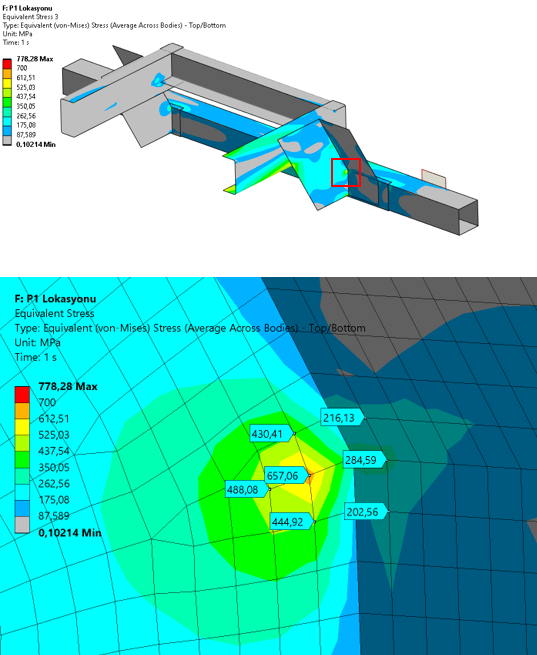 F: P1 Lokasyonu
Equivalent Stress 3
Type: Equivalent (von-Mises) Stress (Average Across Bodies) - Top/Bottom
Unit: MPa
Time: 1 s
778,28 Max
700
612,51
525,03
437,54
350,05
262,56
175,08
87,589
0,10214 Min
F: P1 Lokasyonu
Equivalent Stress
Type: Equivalent (von-Mises) Stress (Average Across Bodies) - Top/Bottom
Unit: MPa
Time: 1 s
778,28 Max
700
612,51
525,03
437,54
350,05
262,56
175,08
87,589
0,10214 Min
216,13
430,41
284,59
657,06
488,08
202,56
444,92